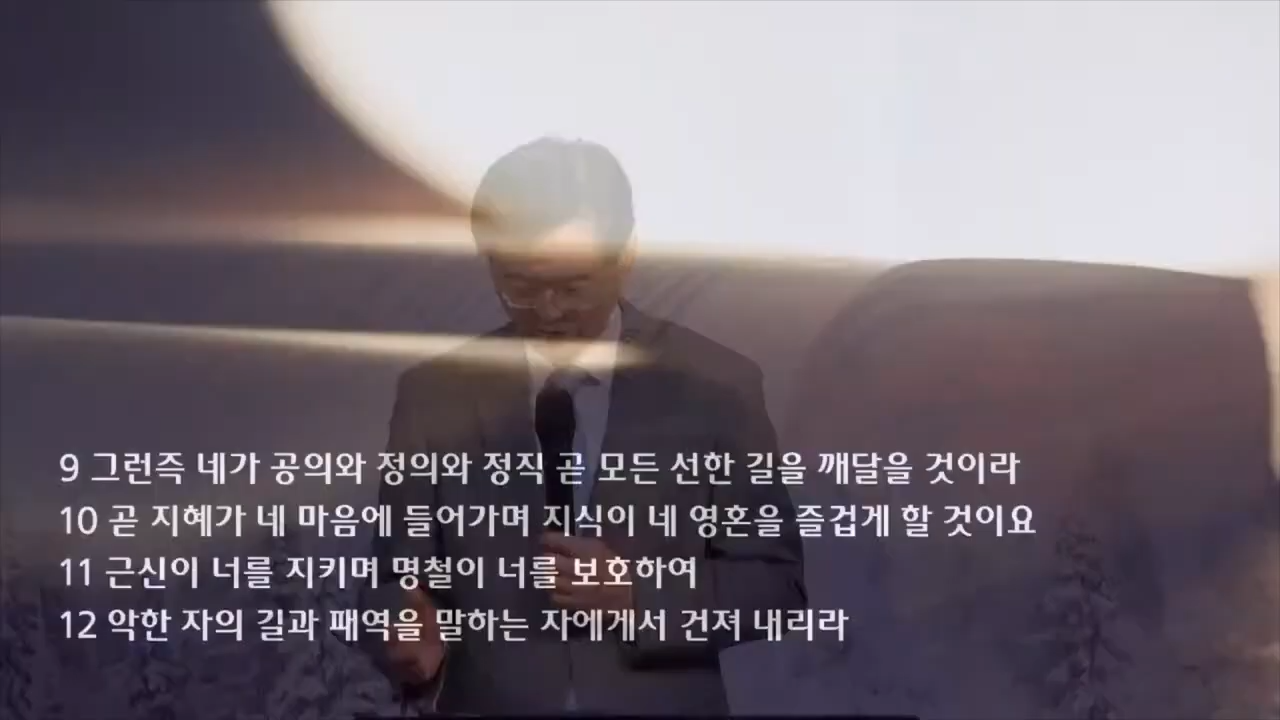 9 그런즉 네가 공의와 정의와 정직 곧 모든 선한 길을 깨달을 것이라
10 곧 지혜가 네 마음에 들어가며 지식이 네 영혼을 즐겁게 할 것이요
11 근신이 너를 지키며 명철이 너를 보호하여
12 악한 자의 길과 패역을 말하는 자에게서 건져 내리라